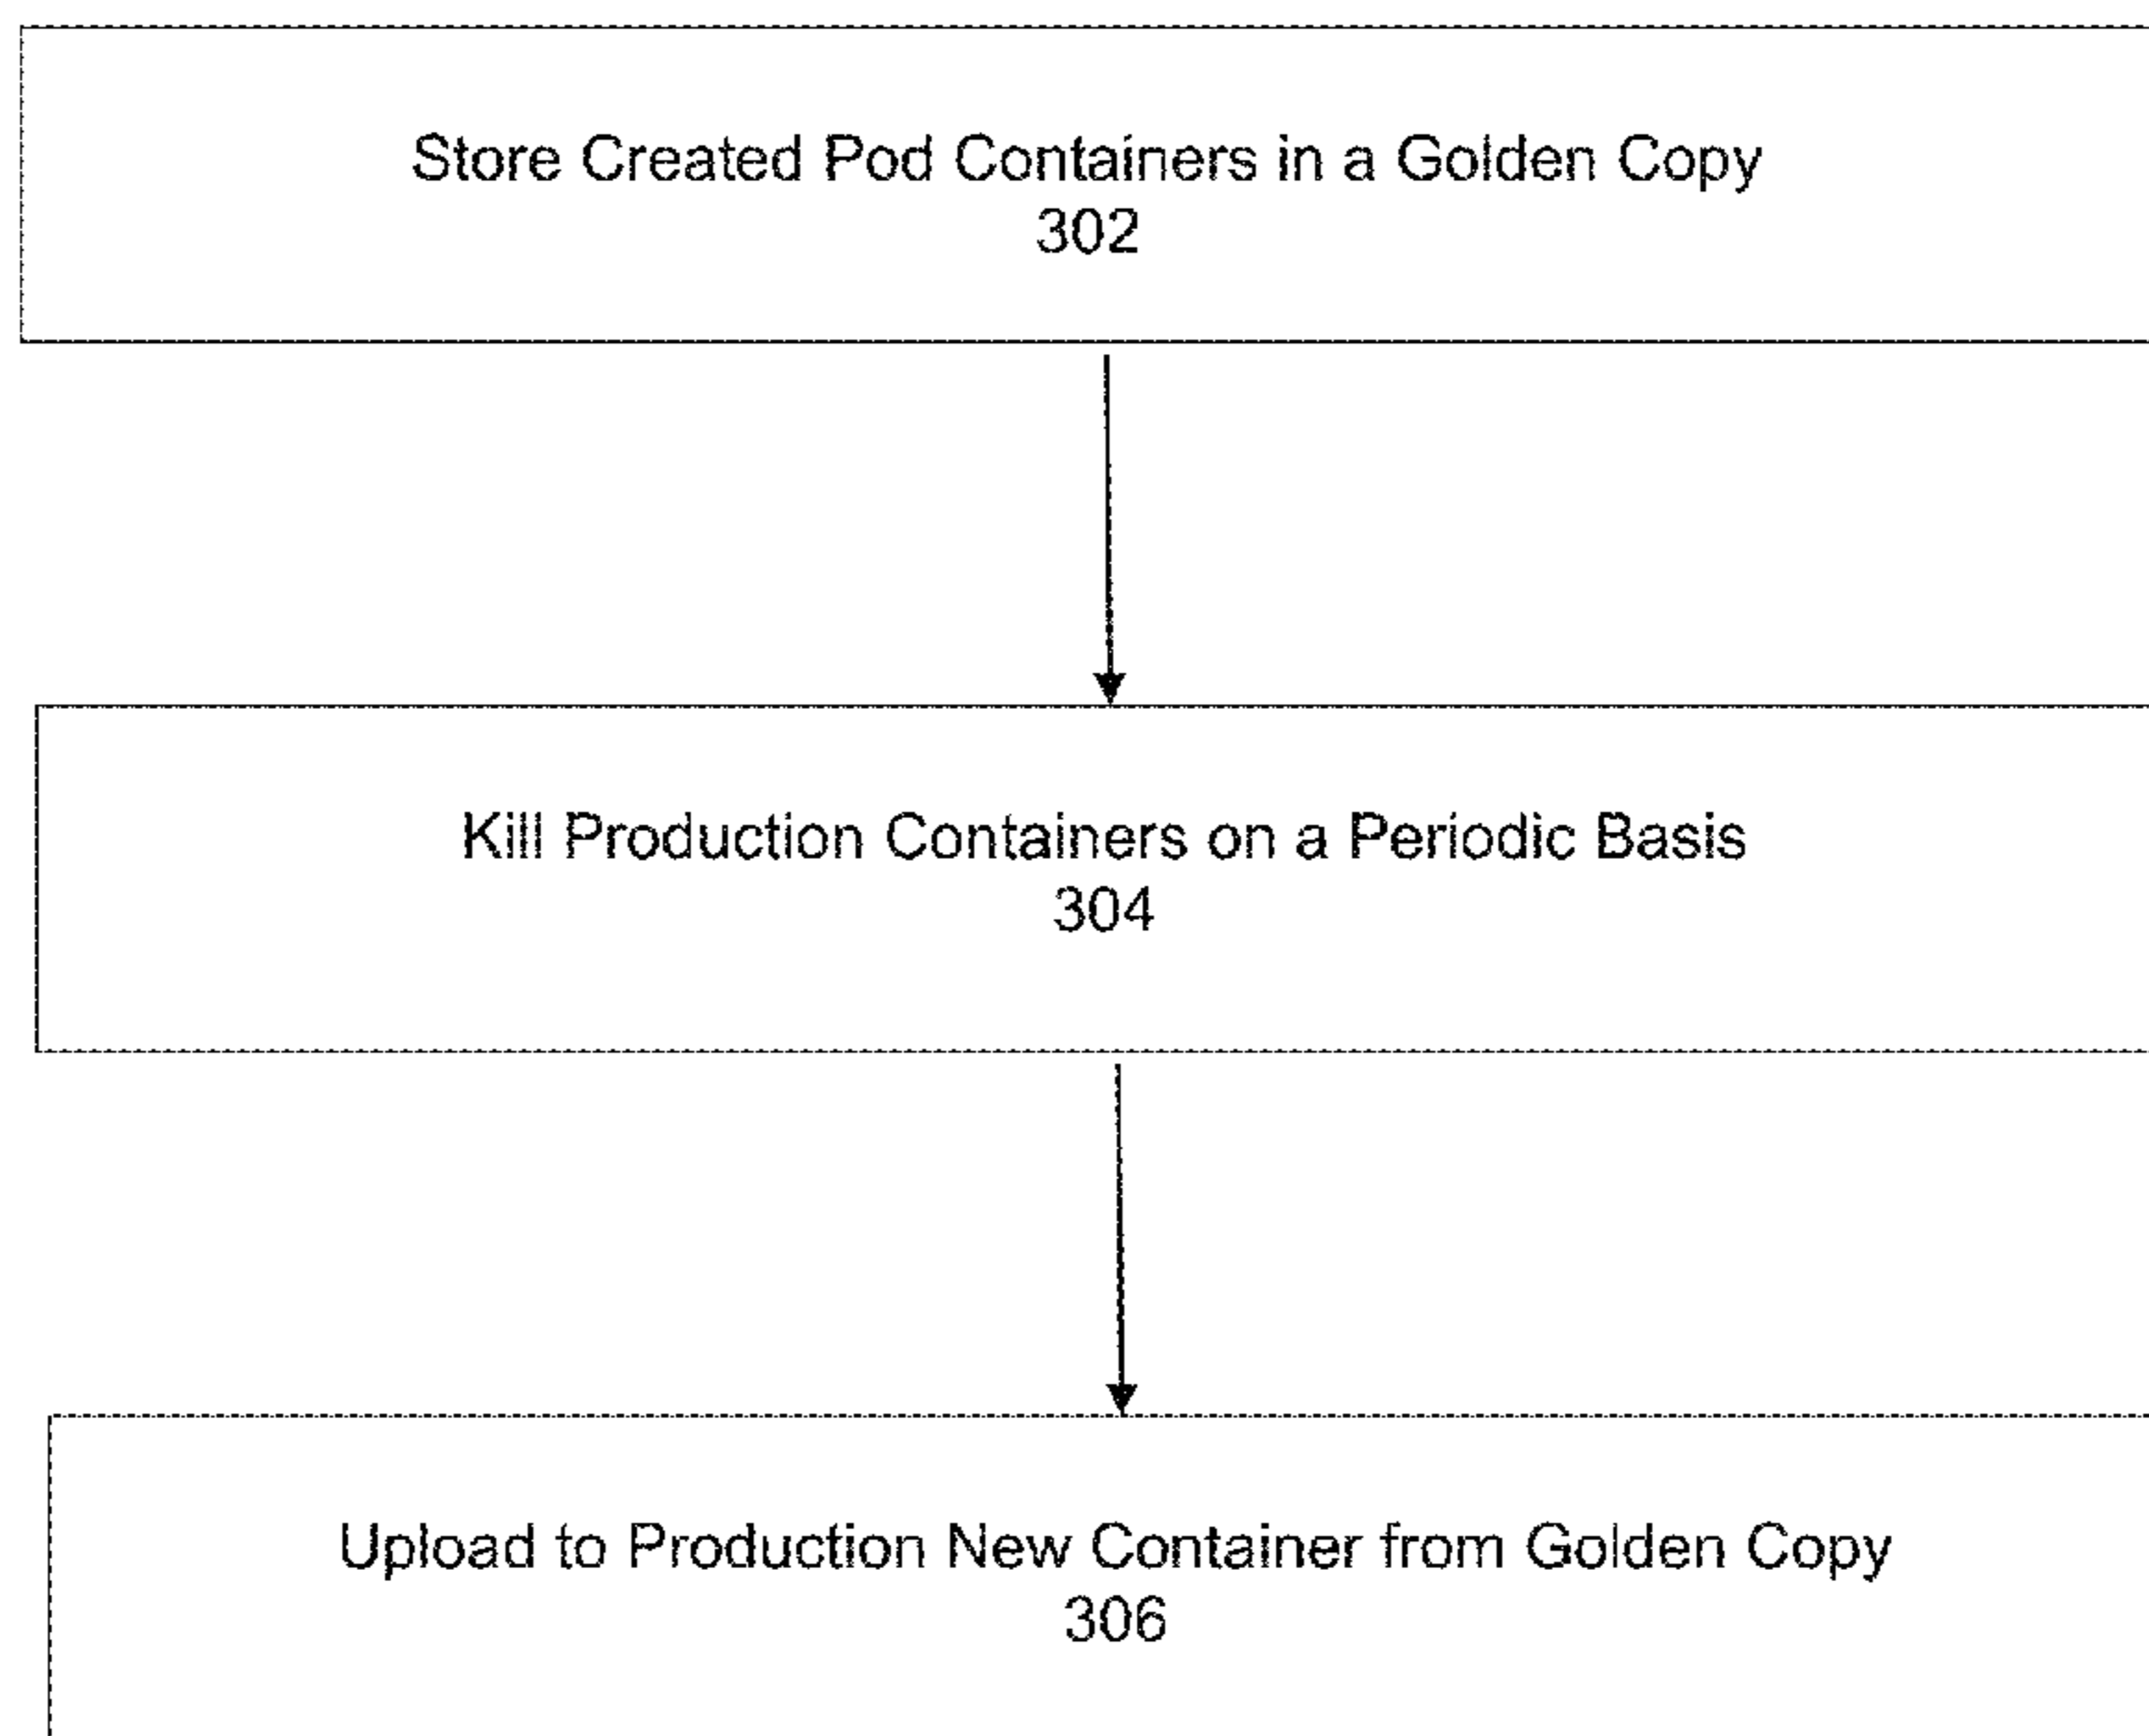 Store Created Pod Containers in a Golden Copy
302
Kill Production Containers on a Periodic Basis
304
Upload to Production New Container from Golden Copy
306